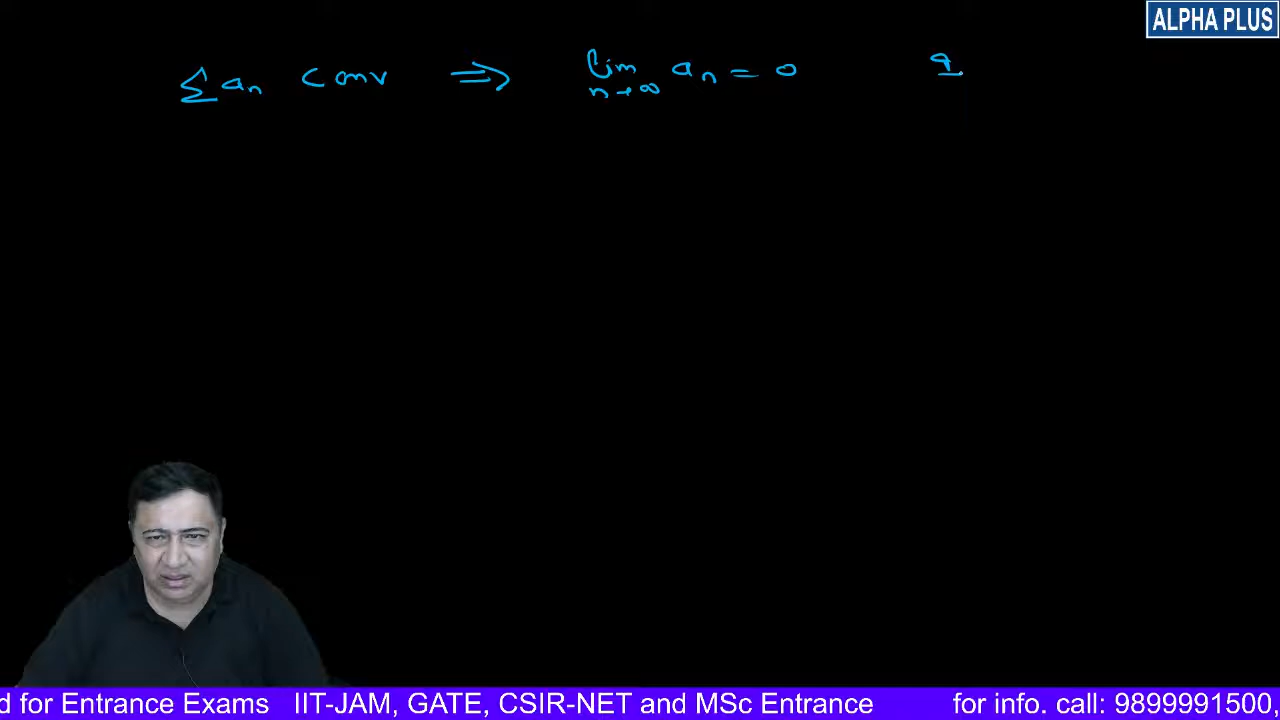 ALPHA PLUS
∑ aₙ conv ⇒ lim n→∞ aₙ = 0
d for Entrance Exams IIT-JAM, GATE, CSIR-NET and MSc Entrance for info. call: 9899991500,